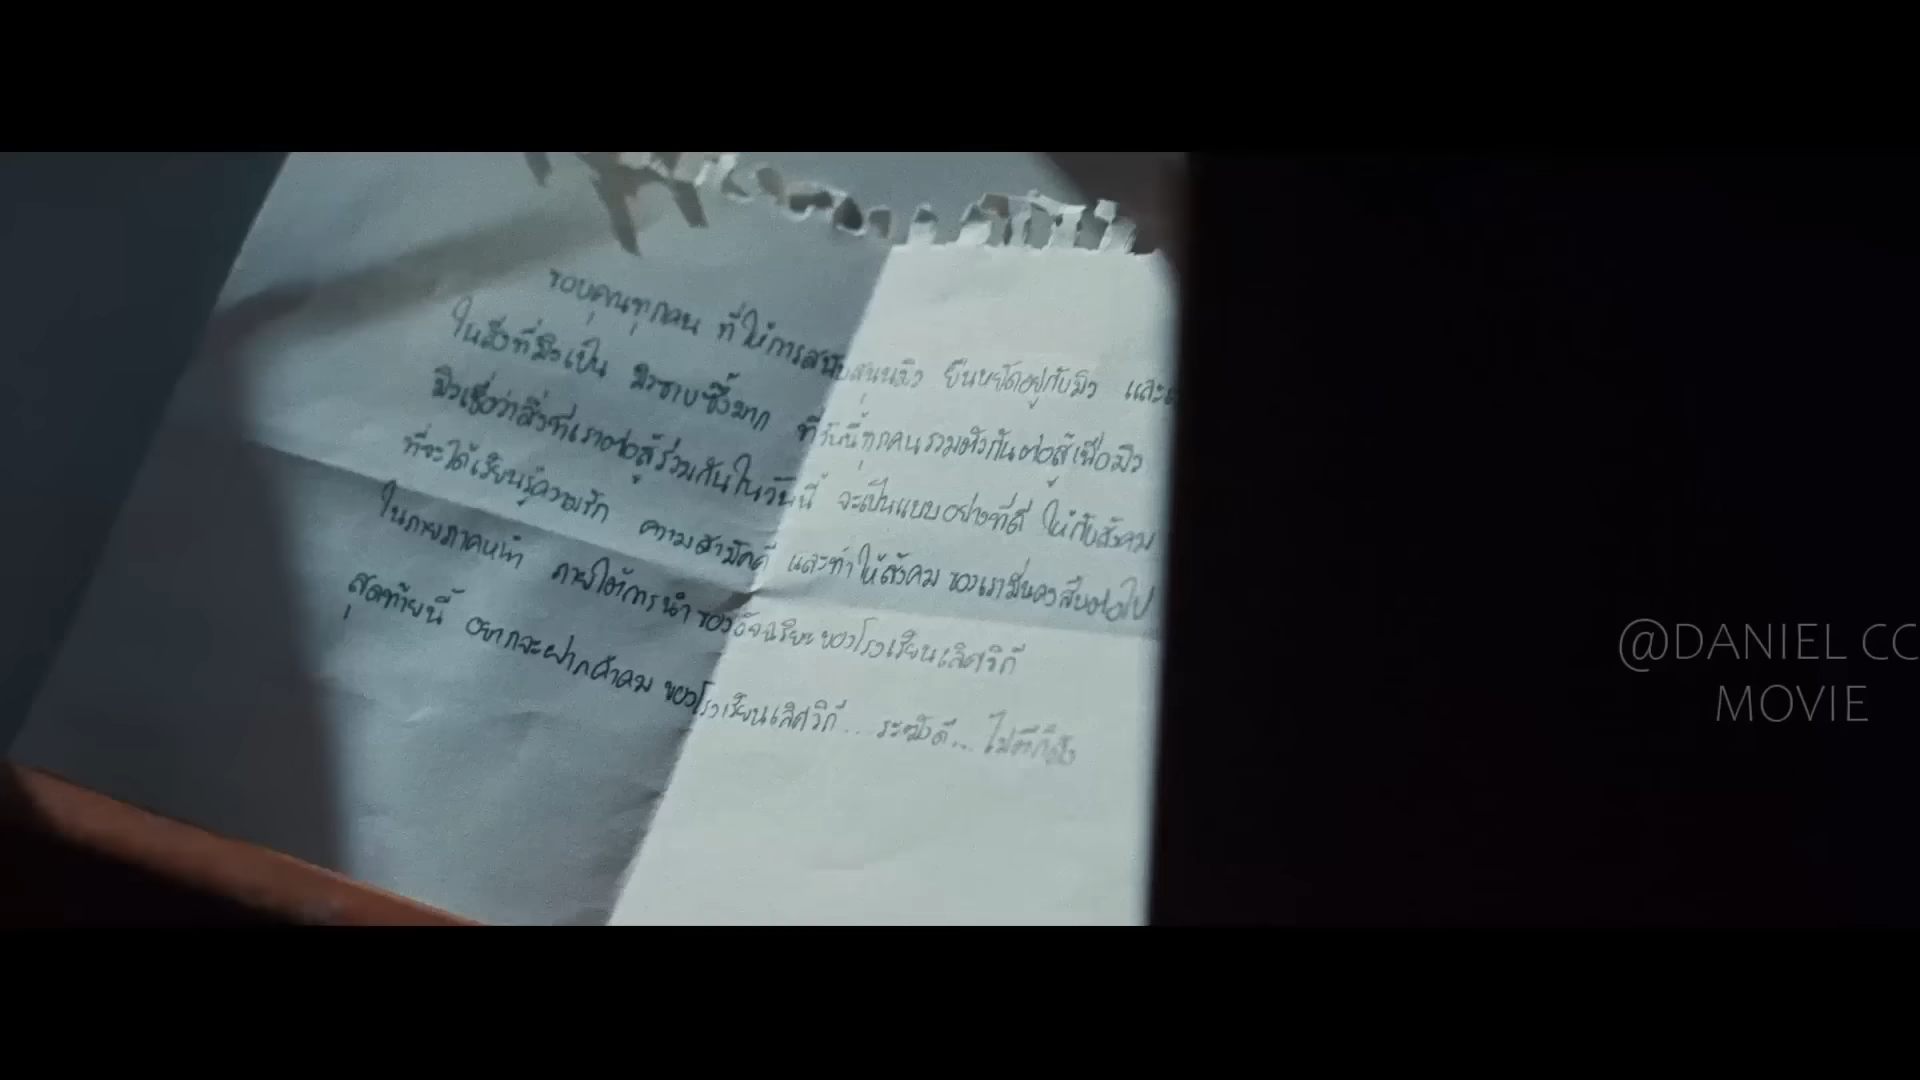 ขอบคุณทุกคน ที่ให้การสนับสนุนมิว ยืนหยัดอยู่กับมิว และ
ในสิ่งที่มิวเป็น มิวซาบซึ้งมาก ที่วันนี้ทุกคนรวมตัวกันต่อสู้เพื่อมิว
มิวเชื่อว่าสิ่งที่เราต่อสู้ร่วมกันในวันนี้ จะเป็นแบบอย่างที่ดี ให้กับสังคม
ที่จะได้เรียนรู้ความรัก ความสามัคคี และทำให้สังคม ของเรามั่นคงสืบต่อไป
ในภายภาคหน้า ภายใต้การนำ ของอัจฉริยะของโรงเรียนเลิศวิถี
สุดท้ายนี้ อยากจะฝากคำคม ของโรงเรียนเลิศวิถี... ระฆังดี... ไม่ตีก็ดัง
@DANIEL CC
MOVIE